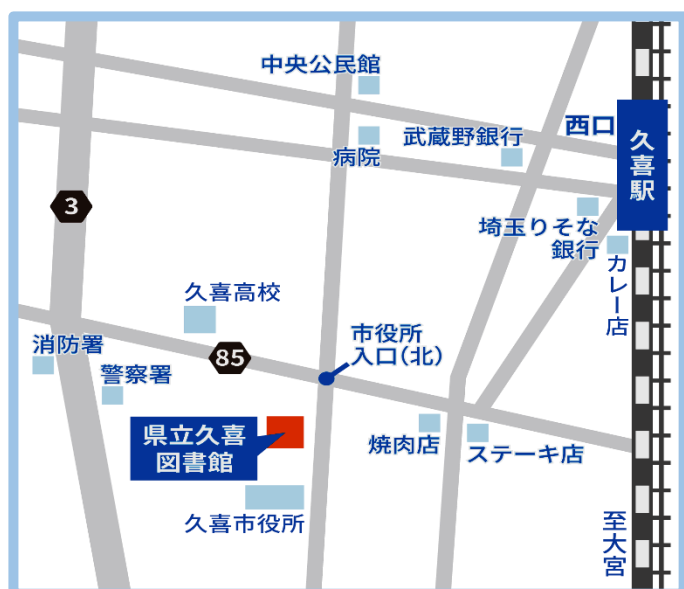 中央公民館
西口
久喜駅
病院
武蔵野銀行
3
埼玉りそな
銀行
カレー店
久喜高校
市役所
入口(北)
消防署
85
警察署
県立久喜
図書館
焼肉店
ステーキ店
久喜市役所
至大宮